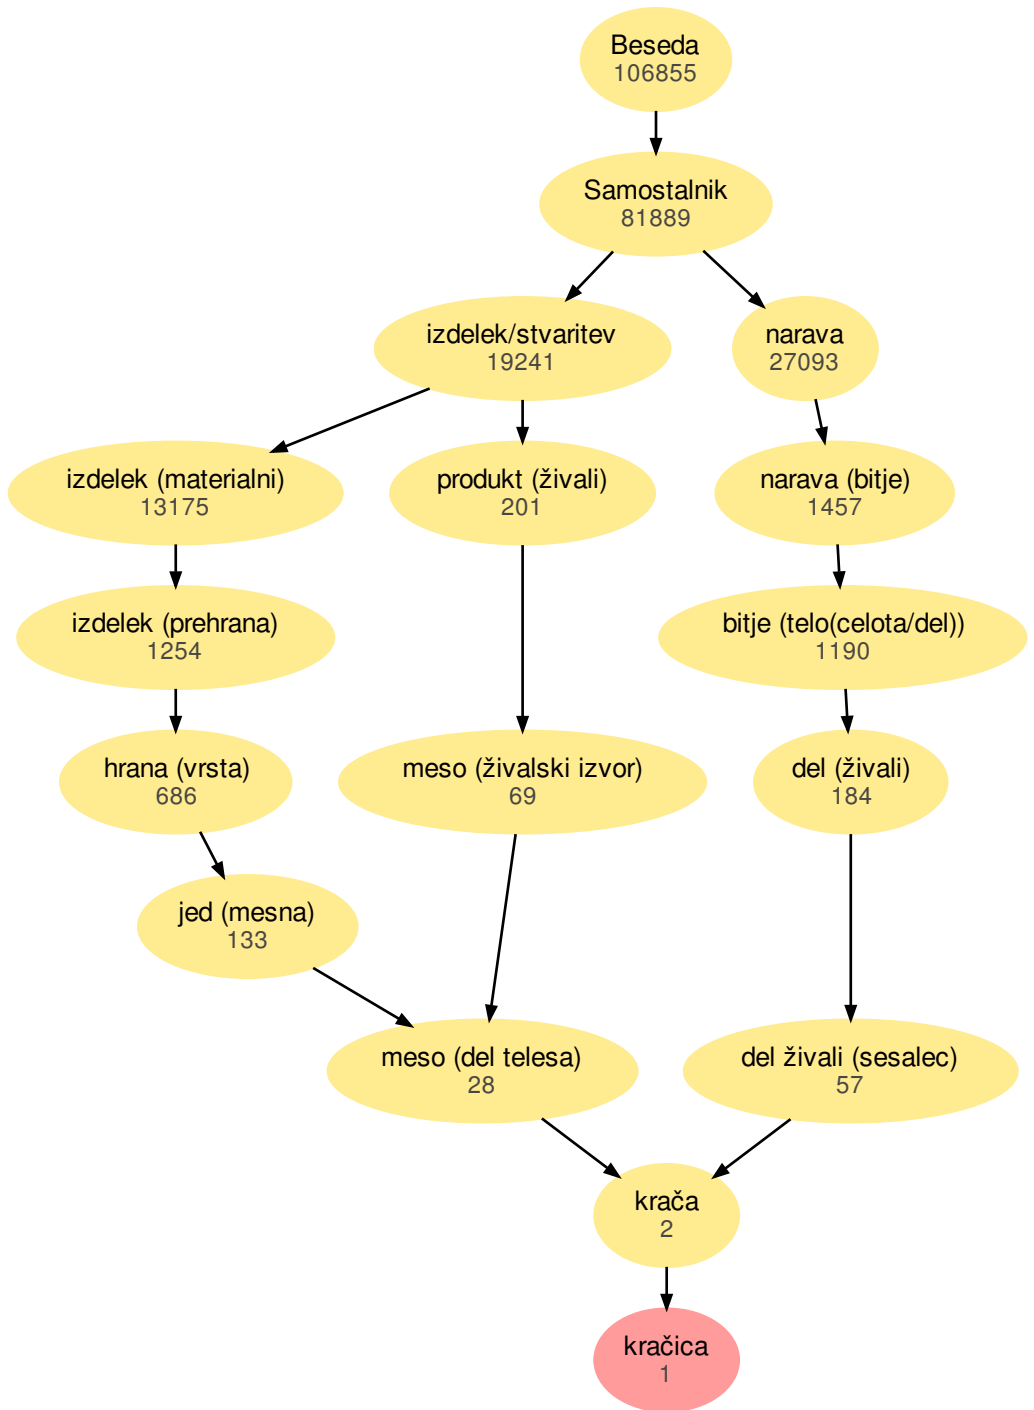 Beseda
106855
Samostalnik
81889
izdelek/stvaritev
19241
narava
27093
izdelek (materialni)
13175
produkt (živali)
201
narava (bitje)
1457
izdelek (prehrana)
1254
bitje (telo(celota/del))
1190
hrana (vrsta)
686
meso (živalski izvor)
69
del (živali)
184
jed (mesna)
133
meso (del telesa)
28
del živali (sesalec)
57
krača
2
kračica
1